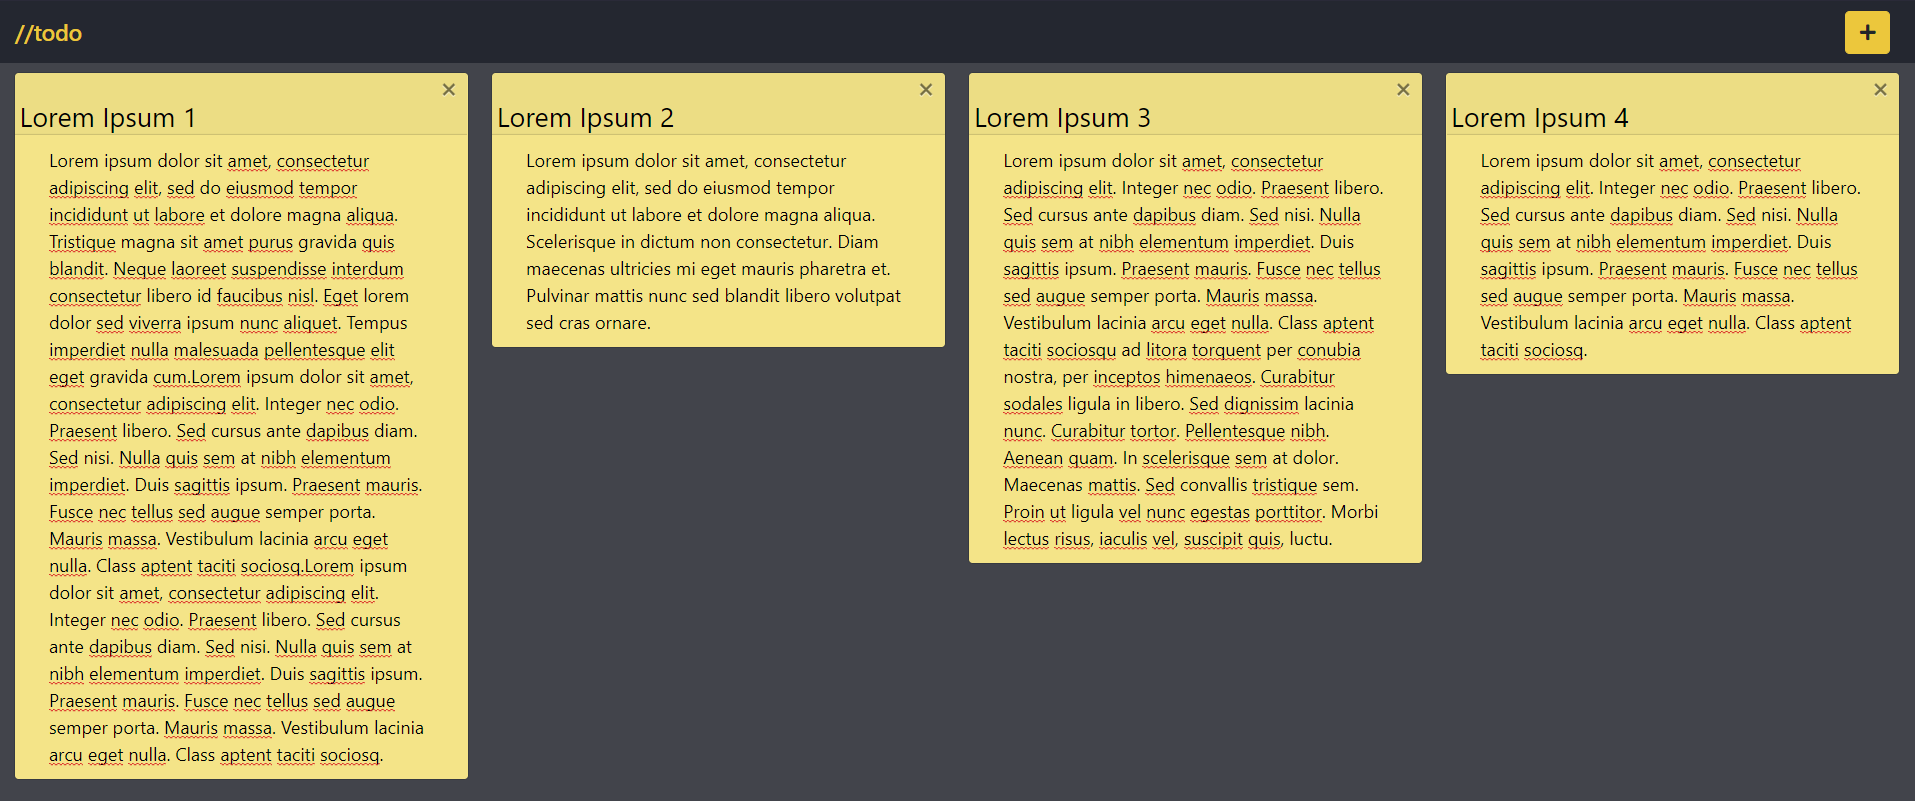 //todo
+
×
Lorem Ipsum 1
Lorem ipsum dolor sit amet, consectetur
adipiscing elit, sed do eiusmod tempor
incididunt ut labore et dolore magna aliqua.
Tristique magna sit amet purus gravida quis
blandit. Neque laoreet suspendisse interdum
consectetur libero id faucibus nisl. Eget lorem
dolor sed viverra ipsum nunc aliquet. Tempus
imperdiet nulla malesuada pellentesque elit
eget gravida cum.Lorem ipsum dolor sit amet,
consectetur adipiscing elit. Integer nec odio.
Praesent libero. Sed cursus ante dapibus diam.
Sed nisi. Nulla quis sem at nibh elementum
imperdiet. Duis sagittis ipsum. Praesent mauris.
Fusce nec tellus sed augue semper porta.
Mauris massa. Vestibulum lacinia arcu eget
nulla. Class aptent taciti sociosq.Lorem ipsum
dolor sit amet, consectetur adipiscing elit.
Integer nec odio. Praesent libero. Sed cursus
ante dapibus diam. Sed nisi. Nulla quis sem at
nibh elementum imperdiet. Duis sagittis ipsum.
Praesent mauris. Fusce nec tellus sed augue
semper porta. Mauris massa. Vestibulum lacinia
arcu eget nulla. Class aptent taciti sociosq.
×
Lorem Ipsum 2
Lorem ipsum dolor sit amet, consectetur
adipiscing elit, sed do eiusmod tempor
incididunt ut labore et dolore magna aliqua.
Scelerisque in dictum non consectetur. Diam
maecenas ultricies mi eget mauris pharetra et.
Pulvinar mattis nunc sed blandit libero volutpat
sed cras ornare.
×
Lorem Ipsum 3
Lorem ipsum dolor sit amet, consectetur
adipiscing elit. Integer nec odio. Praesent libero.
Sed cursus ante dapibus diam. Sed nisi. Nulla
quis sem at nibh elementum imperdiet. Duis
sagittis ipsum. Praesent mauris. Fusce nec tellus
sed augue semper porta. Mauris massa.
Vestibulum lacinia arcu eget nulla. Class aptent
taciti sociosqu ad litora torquent per conubia
nostra, per inceptos himenaeos. Curabitur
sodales ligula in libero. Sed dignissim lacinia
nunc. Curabitur tortor. Pellentesque nibh.
Aenean quam. In scelerisque sem at dolor.
Maecenas mattis. Sed convallis tristique sem.
Proin ut ligula vel nunc egestas porttitor. Morbi
lectus risus, iaculis vel, suscipit quis, luctu.
×
Lorem Ipsum 4
Lorem ipsum dolor sit amet, consectetur
adipiscing elit. Integer nec odio. Praesent libero.
Sed cursus ante dapibus diam. Sed nisi. Nulla
quis sem at nibh elementum imperdiet. Duis
sagittis ipsum. Praesent mauris. Fusce nec tellus
sed augue semper porta. Mauris massa.
Vestibulum lacinia arcu eget nulla. Class aptent
taciti sociosq.